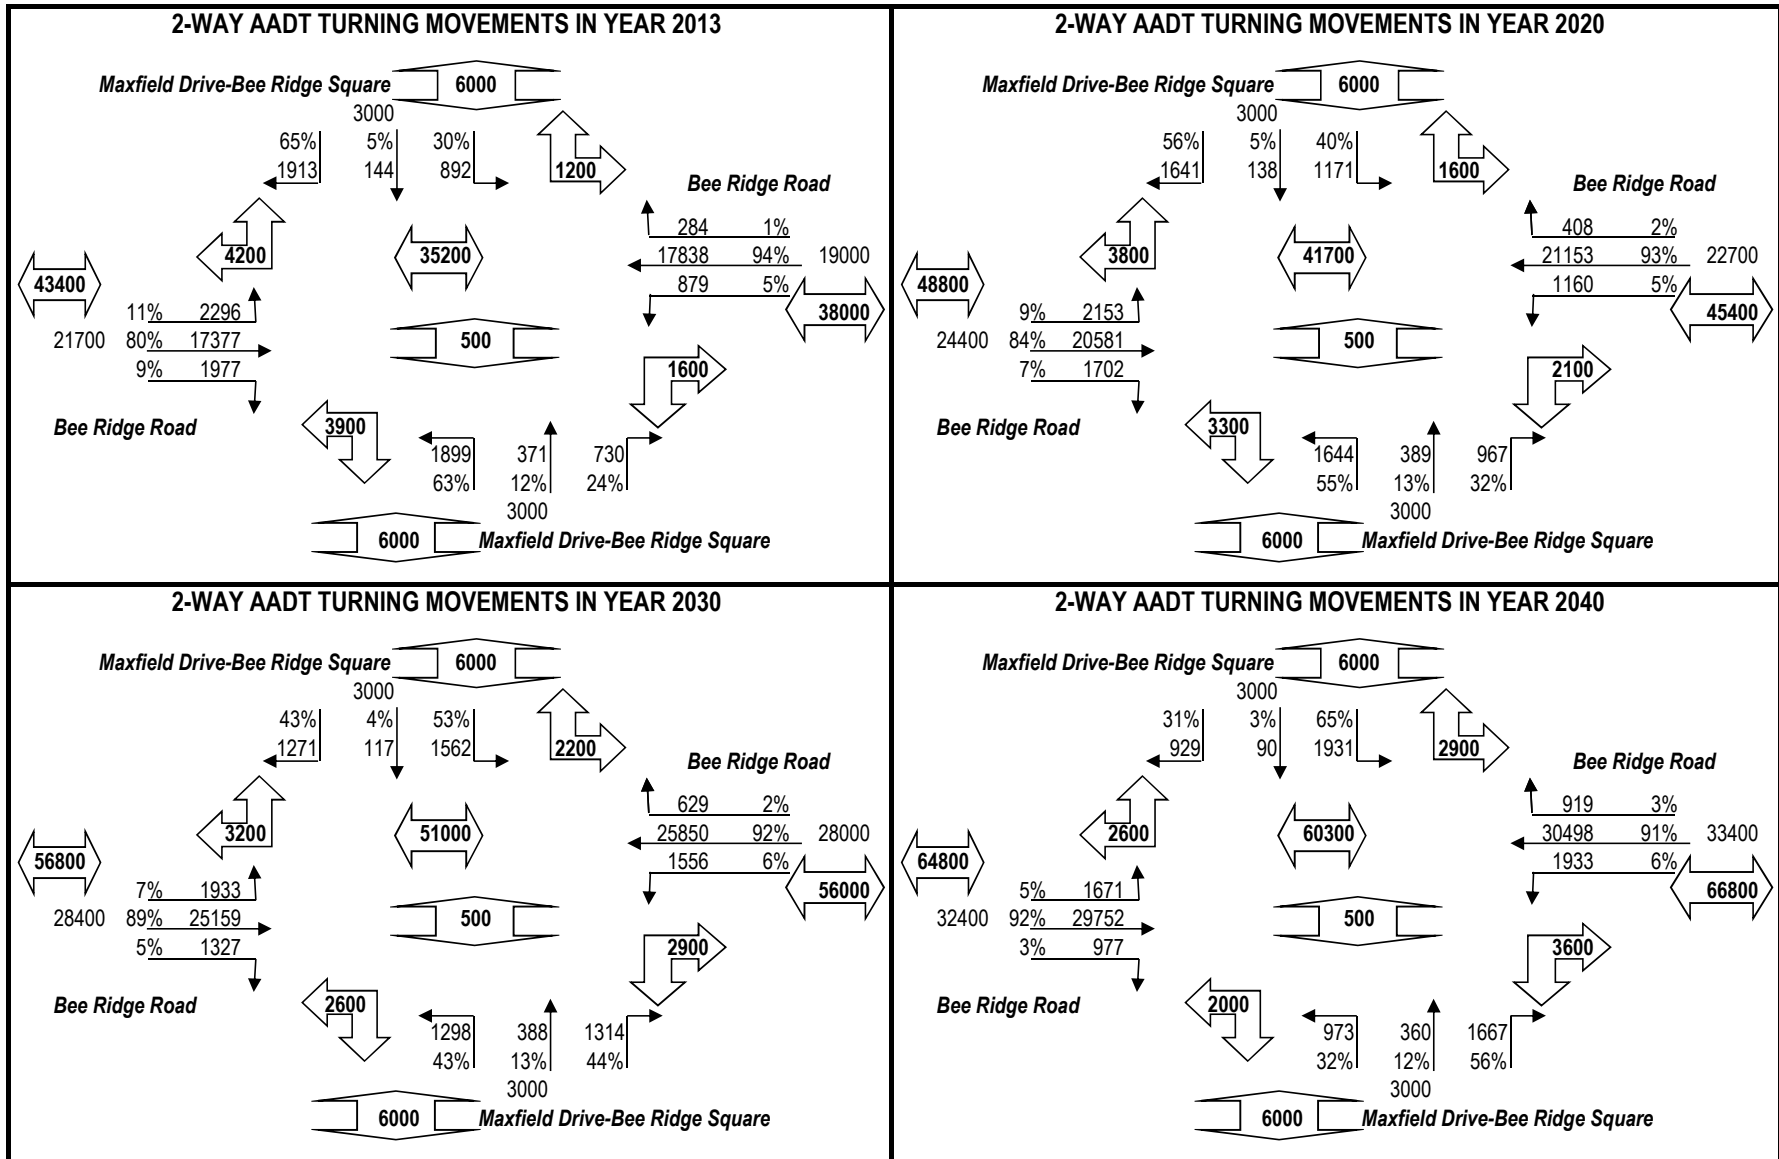 2-WAY AADT TURNING MOVEMENTS IN YEAR 2013
Maxfield Drive-Bee Ridge Square 6000
3000
65% 5% 30%
1913 144 892 1200
Bee Ridge Road
284 1%
4200 35200 17838 94% 19000
43400 879 5%
11% 2296 38000
21700 80% 17377 500
9% 1977 1600
Bee Ridge Road 3900
1899 371 730
63% 12% 24%
3000
6000 Maxfield Drive-Bee Ridge Square
2-WAY AADT TURNING MOVEMENTS IN YEAR 2020
Maxfield Drive-Bee Ridge Square 6000
3000
56% 5% 40%
1641 138 1171 1600
Bee Ridge Road
408 2%
3800 41700 21153 93% 22700
48800 1160 5%
9% 2153 45400
24400 84% 20581 500
7% 1702 2100
Bee Ridge Road 3300
1644 389 967
55% 13% 32%
3000
6000 Maxfield Drive-Bee Ridge Square
2-WAY AADT TURNING MOVEMENTS IN YEAR 2030
Maxfield Drive-Bee Ridge Square 6000
3000
43% 4% 53%
1271 117 1562 2200
Bee Ridge Road
629 2%
3200 51000 25850 92% 28000
56800 1556 6%
7% 1933 56000
28400 89% 25159 500
5% 1327 2900
Bee Ridge Road 2600
1298 388 1314
43% 13% 44%
3000
6000 Maxfield Drive-Bee Ridge Square
2-WAY AADT TURNING MOVEMENTS IN YEAR 2040
Maxfield Drive-Bee Ridge Square 6000
3000
31% 3% 65%
929 90 1931 2900
Bee Ridge Road
919 3%
2600 60300 30498 91% 33400
64800 1933 6%
5% 1671 66800
32400 92% 29752 500
3% 977 3600
Bee Ridge Road 2000
973 360 1667
32% 12% 56%
3000
6000 Maxfield Drive-Bee Ridge Square